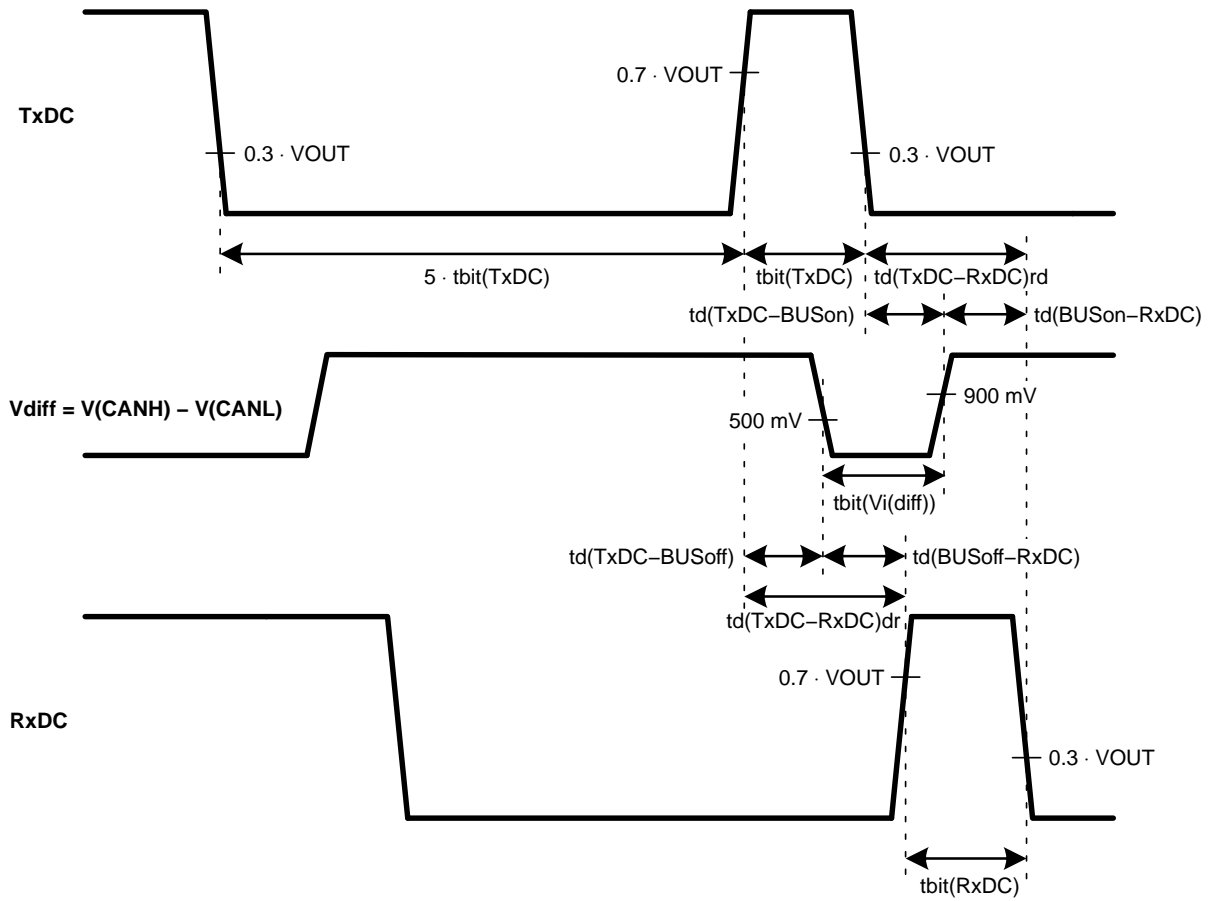 0.7 · VOUT
TxDC
0.3 · VOUT
0.3 · VOUT
5 · tbit(TxDC)
tbit(TxDC)
td(TxDC−RxDC)rd
td(TxDC−BUSon)
td(BUSon−RxDC)
Vdiff = V(CANH) − V(CANL)
900 mV
500 mV
tbit(Vi(diff))
td(TxDC−BUSoff)
td(BUSoff−RxDC)
td(TxDC−RxDC)dr
0.7 · VOUT
RxDC
0.3 · VOUT
tbit(RxDC)